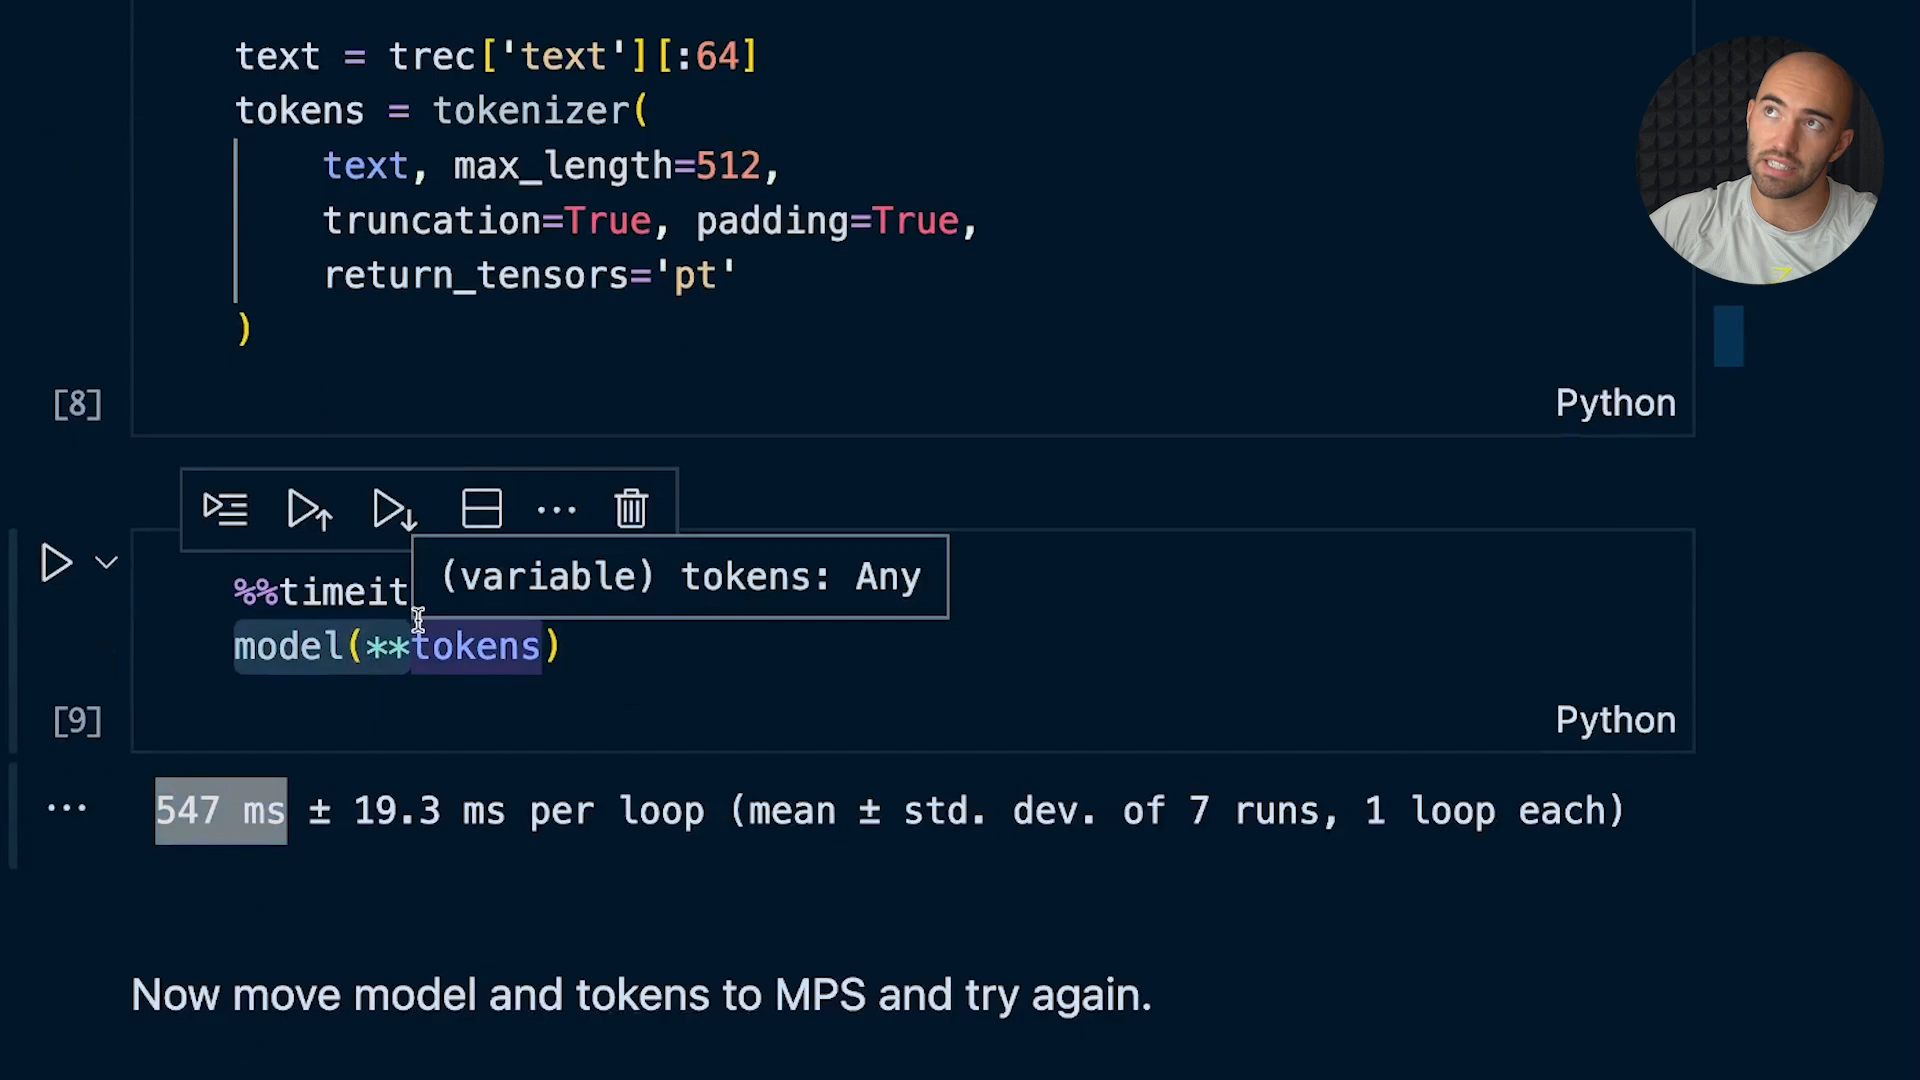 text = trec['text'][:64]
tokens = tokenizer(
text, max_length=512,
truncation=True, padding=True,
return_tensors='pt'
)
[8]
Python
(variable) tokens: Any
%%timeit
model(**tokens)
[9]
Python
547 ms ± 19.3 ms per loop (mean ± std. dev. of 7 runs, 1 loop each)
Now move model and tokens to MPS and try again.